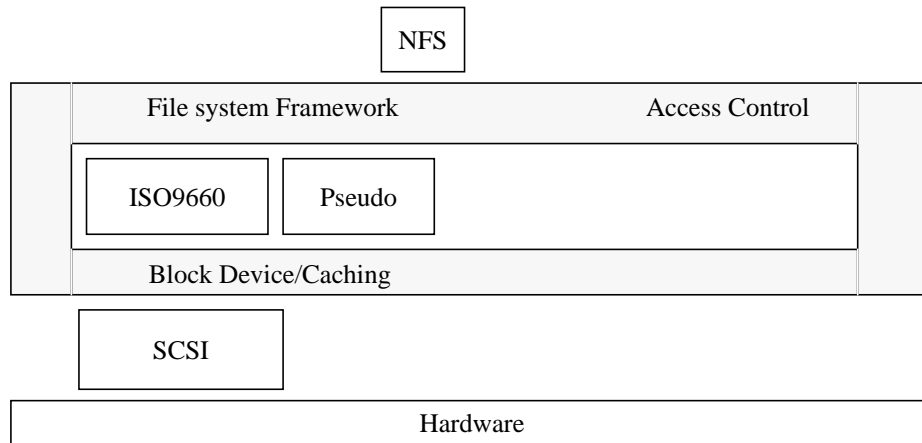 NFS
File system Framework
Access Control
ISO9660
Pseudo
Block Device/Caching
SCSI
Hardware